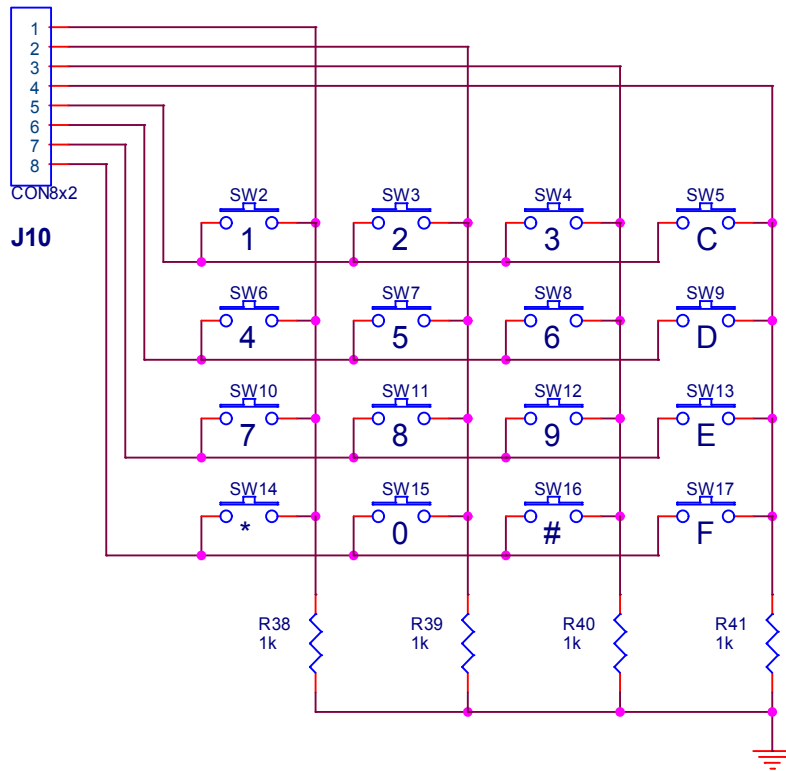 1
2
3
4
5
6
7
8
CON8x2
J10
SW2 SW3 SW4 SW5
1 2 3 C
SW6 SW7 SW8 SW9
4 5 6 D
SW10 SW11 SW12 SW13
7 8 9 E
SW14 SW15 SW16 SW17
* 0 # F
R38 R39 R40 R41
1k 1k 1k 1k